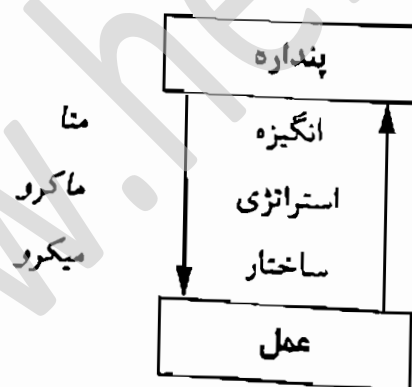 پنداره
انگیزه
متا
استراتژی
ماکرو
ساختار
میکرو
عمل